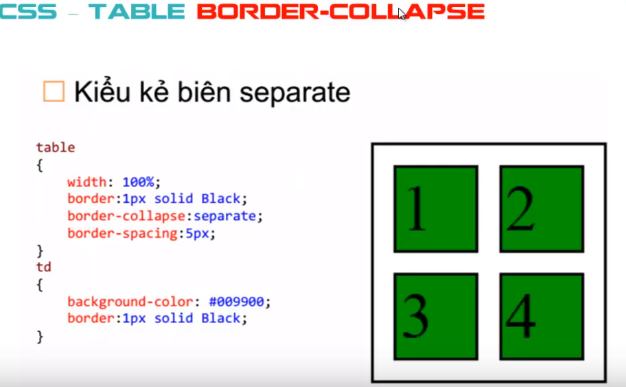 CSS – TABLE BORDER-COLLAPSE
Kiểu kẻ biên separate
table
{
width: 100%;
border:1px solid Black;
border-collapse:separate;
border-spacing:5px;
}
td
{
background-color: #009900;
border:1px solid Black;
}
1 2
3 4